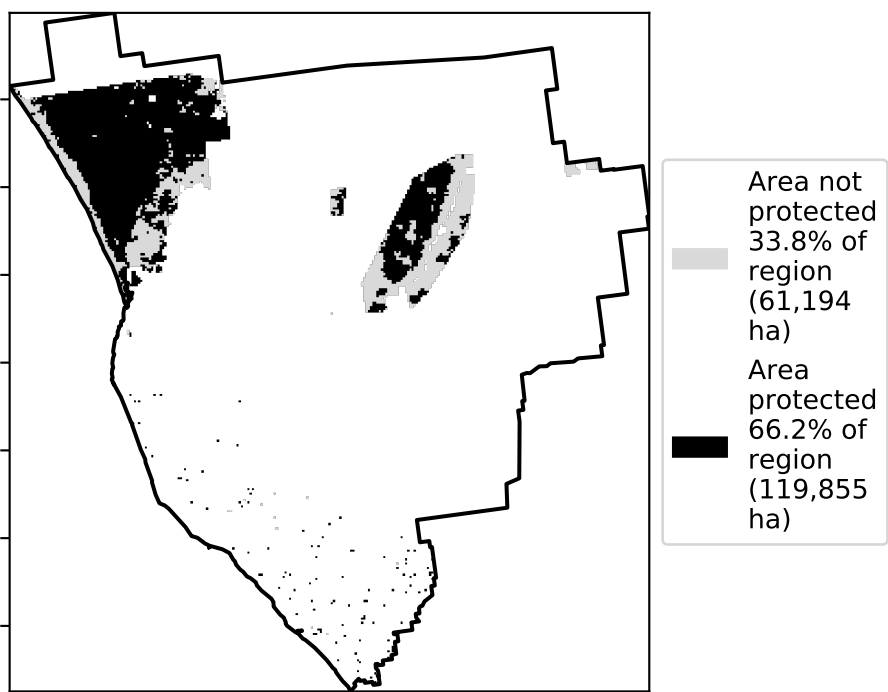 Area not
protected
33.8% of
region
(61,194
ha)
Area
protected
66.2% of
region
(119,855
ha)